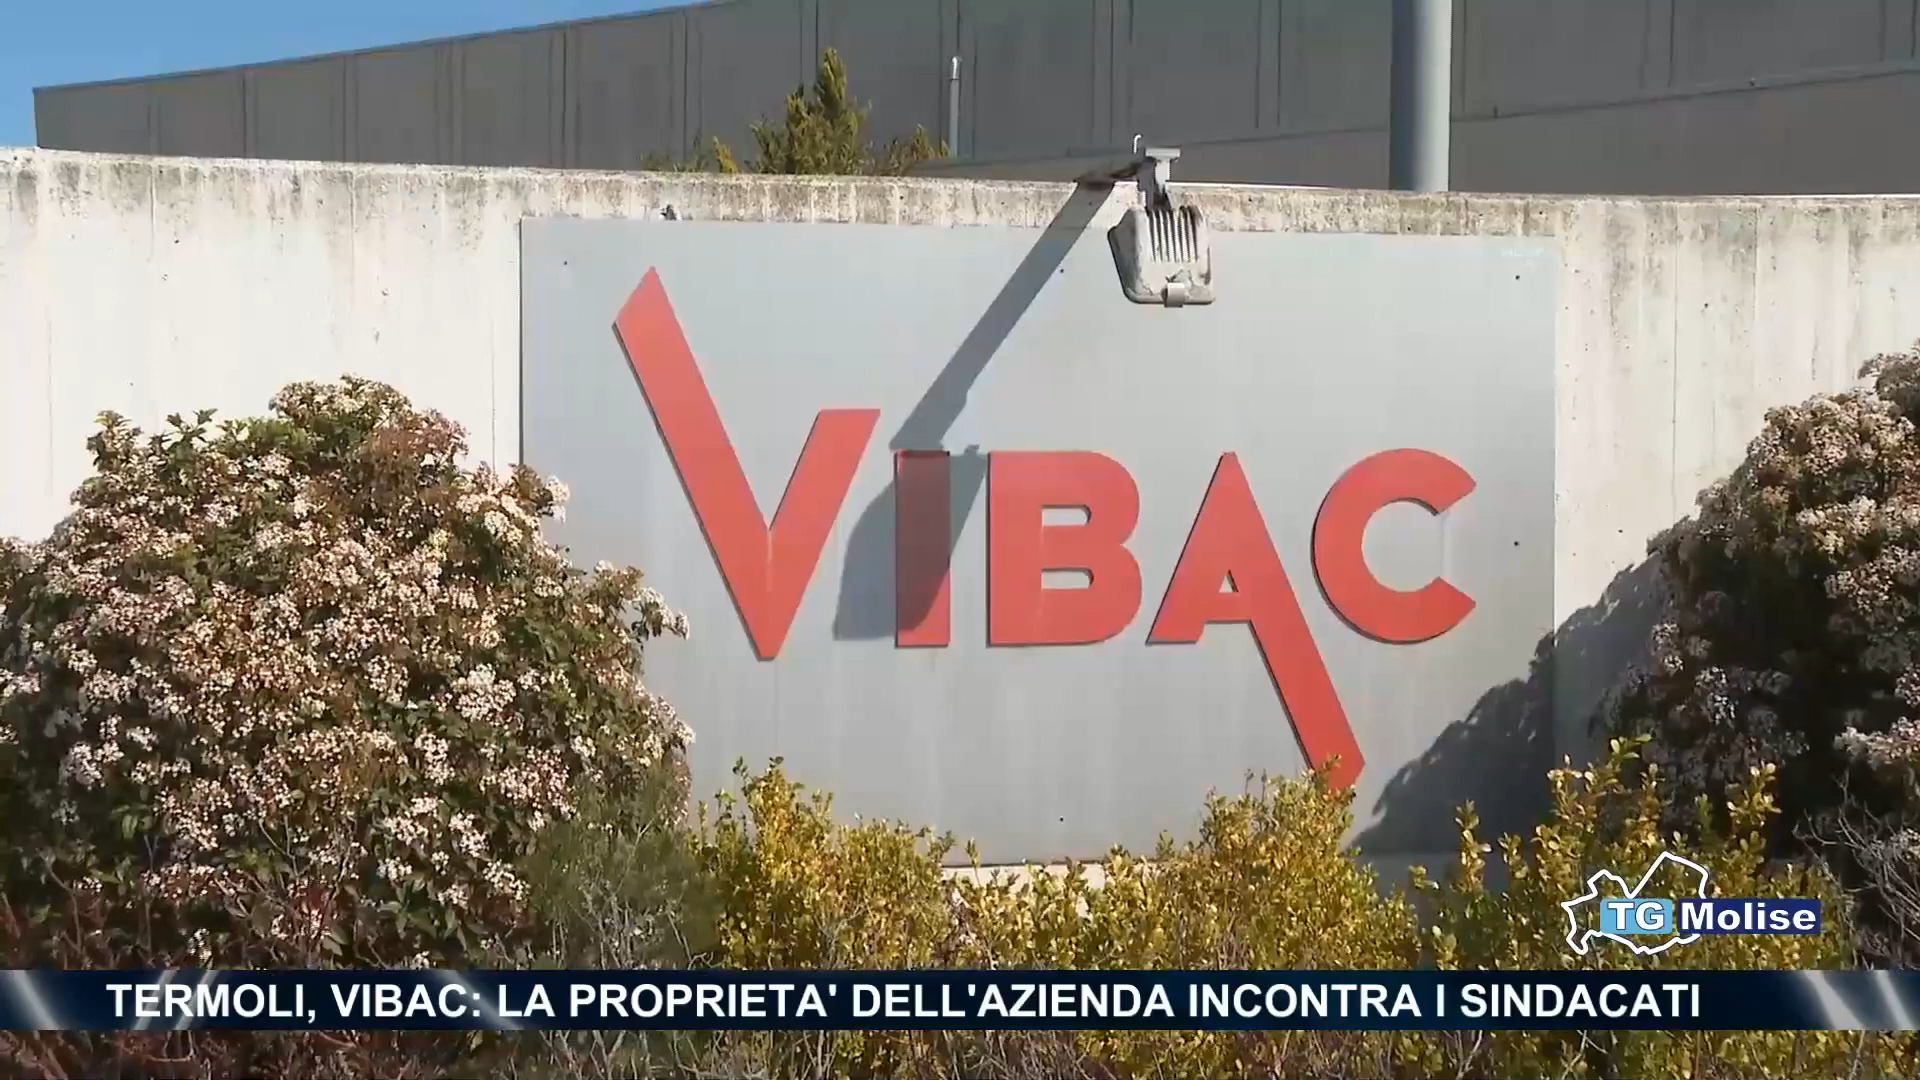 VIBAC
TG Molise
TERMOLI, VIBAC: LA PROPRIETA' DELL'AZIENDA INCONTRA I SINDACATI